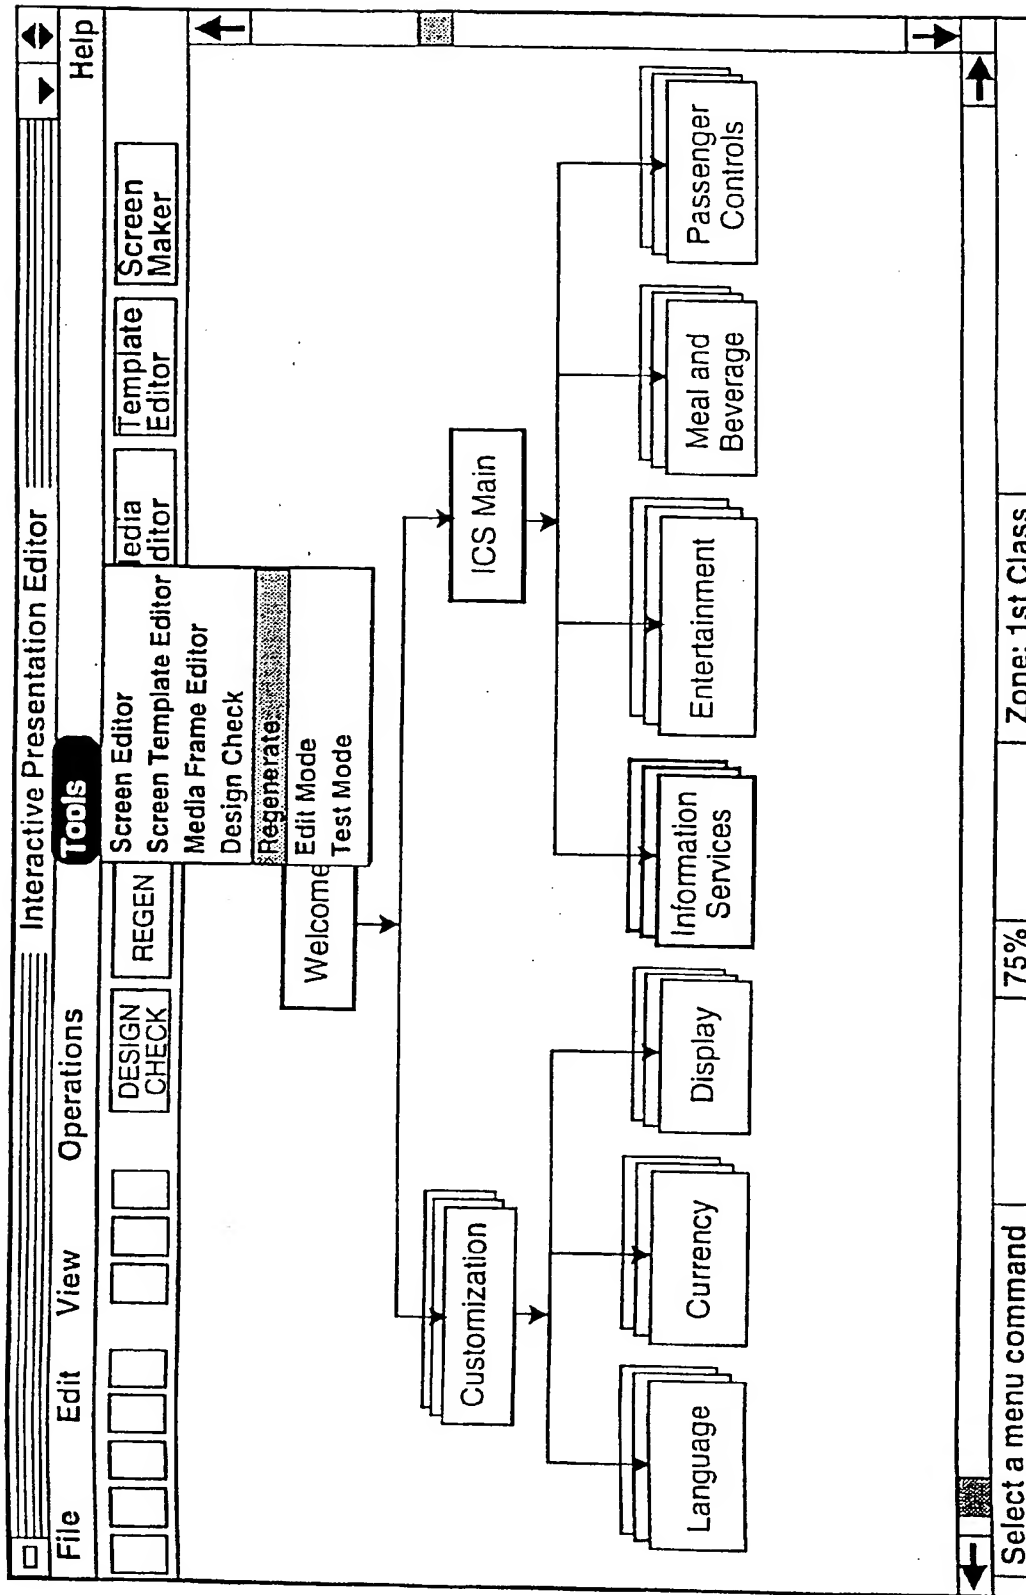 Interactive Presentation Editor
File Edit View Operations Tools Help
DESIGN
CHECK
REGEN
edia
ditor
Template
Editor
Screen
Maker
Screen Editor
Screen Template Editor
Media Frame Editor
Design Check
Regenerate
Edit Mode
Test Mode
Welcome
Customization
ICS Main
Language
Currency
Display
Information
Services
Entertainment
Meal and
Beverage
Passenger
Controls
Select a menu command
75%
Zone: 1st Class